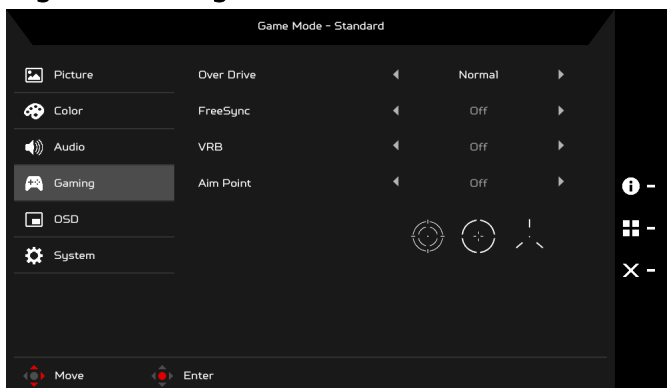 Game Mode - Standard
Picture
Over Drive Normal
Color
FreeSync Off
Audio
VRB Off
Gaming
Aim Point Off
OSD
System
Move Enter